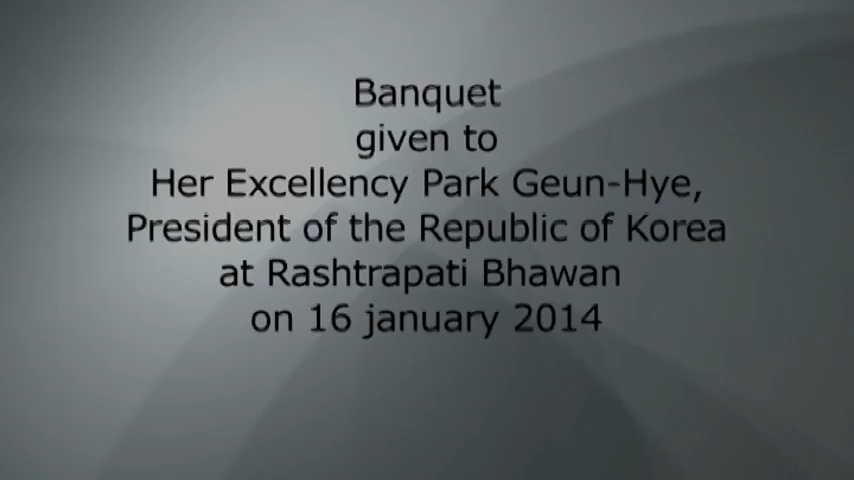 Banquet
given to
Her Excellency Park Geun-Hye,
President of the Republic of Korea
at Rashtrapati Bhawan
on 16 january 2014